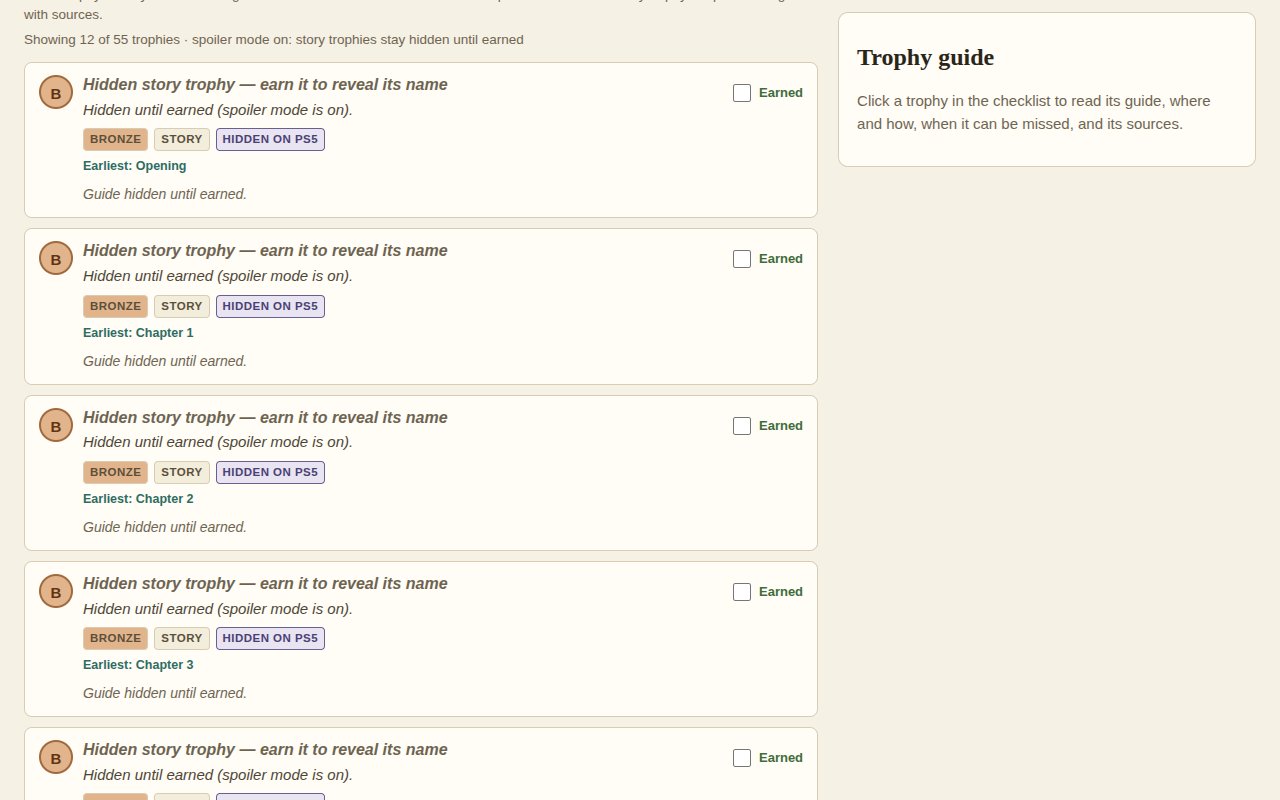 with sources.
Showing 12 of 55 trophies · spoiler mode on: story trophies stay hidden until earned
B
Hidden story trophy — earn it to reveal its name
Earned
Hidden until earned (spoiler mode is on).
BRONZE STORY HIDDEN ON PS5
Earliest: Opening
Guide hidden until earned.
B
Hidden story trophy — earn it to reveal its name
Earned
Hidden until earned (spoiler mode is on).
BRONZE STORY HIDDEN ON PS5
Earliest: Chapter 1
Guide hidden until earned.
B
Hidden story trophy — earn it to reveal its name
Earned
Hidden until earned (spoiler mode is on).
BRONZE STORY HIDDEN ON PS5
Earliest: Chapter 2
Guide hidden until earned.
B
Hidden story trophy — earn it to reveal its name
Earned
Hidden until earned (spoiler mode is on).
BRONZE STORY HIDDEN ON PS5
Earliest: Chapter 3
Guide hidden until earned.
B
Hidden story trophy — earn it to reveal its name
Earned
Hidden until earned (spoiler mode is on).
Trophy guide
Click a trophy in the checklist to read its guide, where
and how, when it can be missed, and its sources.